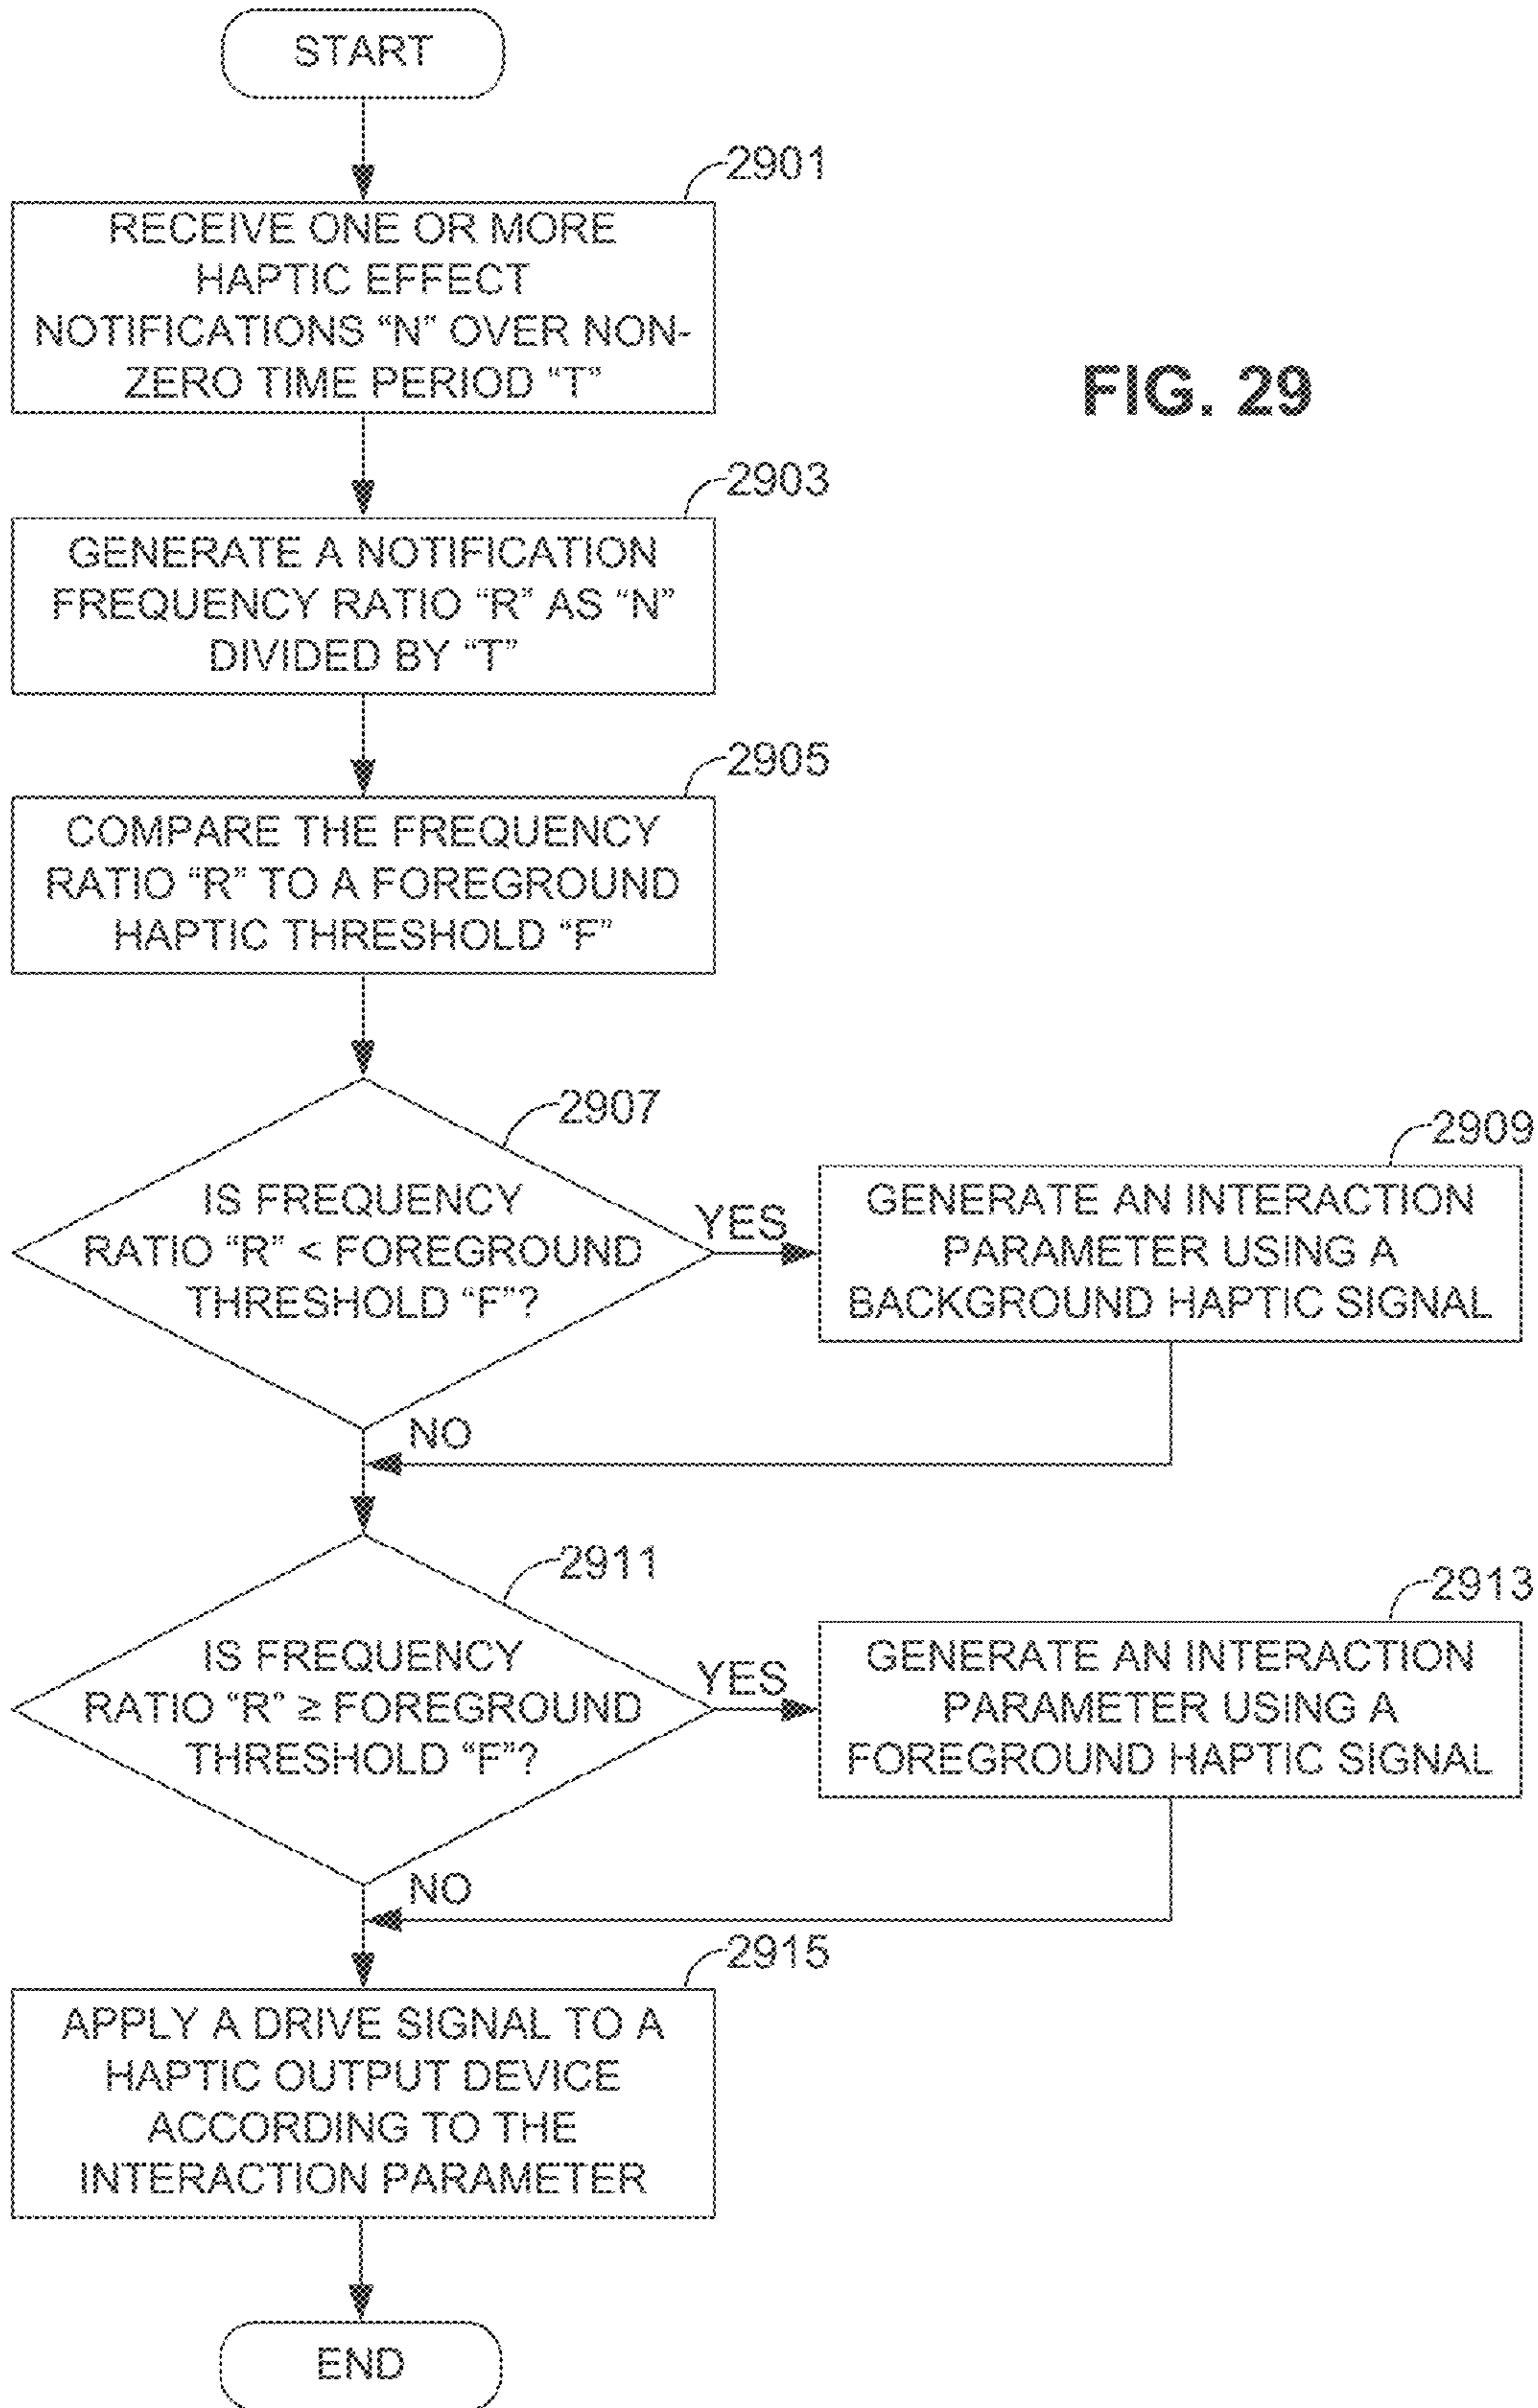 START
2901
RECEIVE ONE OR MORE
HAPTIC EFFECT
NOTIFICATIONS “N” OVER NON-
ZERO TIME PERIOD “T”
FIG. 29
2903
GENERATE A NOTIFICATION
FREQUENCY RATIO “R” AS “N”
DIVIDED BY “T”
2905
COMPARE THE FREQUENCY
RATIO “R” TO A FOREGROUND
HAPTIC THRESHOLD “F”
2907
IS FREQUENCY
RATIO “R” < FOREGROUND
THRESHOLD “F”?
YES
2909
GENERATE AN INTERACTION
PARAMETER USING A
BACKGROUND HAPTIC SIGNAL
NO
2911
IS FREQUENCY
RATIO “R” ≥ FOREGROUND
THRESHOLD “F”?
YES
2913
GENERATE AN INTERACTION
PARAMETER USING A
FOREGROUND HAPTIC SIGNAL
NO
2915
APPLY A DRIVE SIGNAL TO A
HAPTIC OUTPUT DEVICE
ACCORDING TO THE
INTERACTION PARAMETER
END